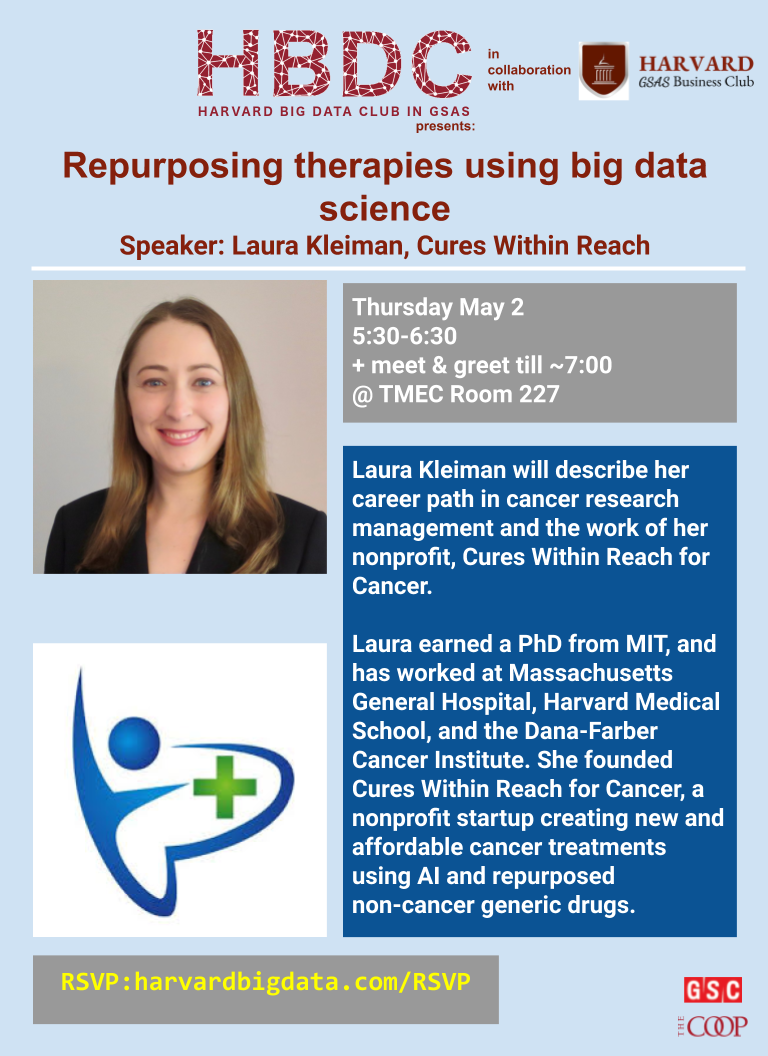 HBDC
HARVARD BIG DATA CLUB IN GSAS
presents:
in
collaboration
with
HARVARD
GSAS Business Club
Repurposing therapies using big data
science
Speaker: Laura Kleiman, Cures Within Reach
Thursday May 2
5:30-6:30
+ meet & greet till ~7:00
@ TMEC Room 227
Laura Kleiman will describe her
career path in cancer research
management and the work of her
nonprofit, Cures Within Reach for
Cancer.
Laura earned a PhD from MIT, and
has worked at Massachusetts
General Hospital, Harvard Medical
School, and the Dana-Farber
Cancer Institute. She founded
Cures Within Reach for Cancer, a
nonprofit startup creating new and
affordable cancer treatments
using AI and repurposed
non-cancer generic drugs.
RSVP:harvardbigdata.com/RSVP
GSC
THE COOP